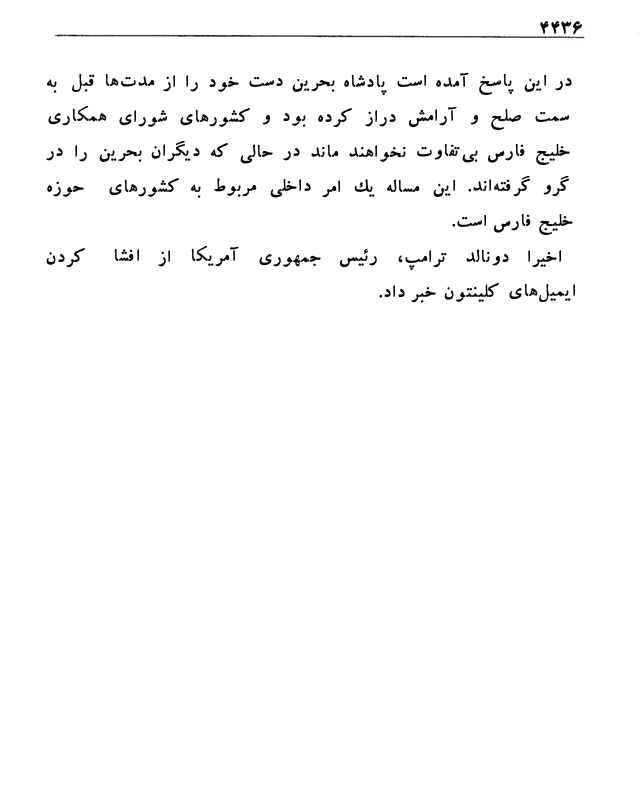 ۴۴۳۶
در این پاسخ آمده است پادشاه بحرین دست خود را از مدت‌ها قبل به
سمت صلح و آرامش دراز کرده بود و کشورهای شورای همکاری
خلیج فارس بی‌تفاوت نخواهند ماند در حالی که دیگران بحرین را در
گرو گرفته‌اند. این مساله یك امر داخلی مربوط به کشورهای حوزه
خلیج فارس است.
اخیرا دونالد ترامپ، رئیس جمهوری آمریکا از افشا کردن
ایمیل‌های کلینتون خبر داد.